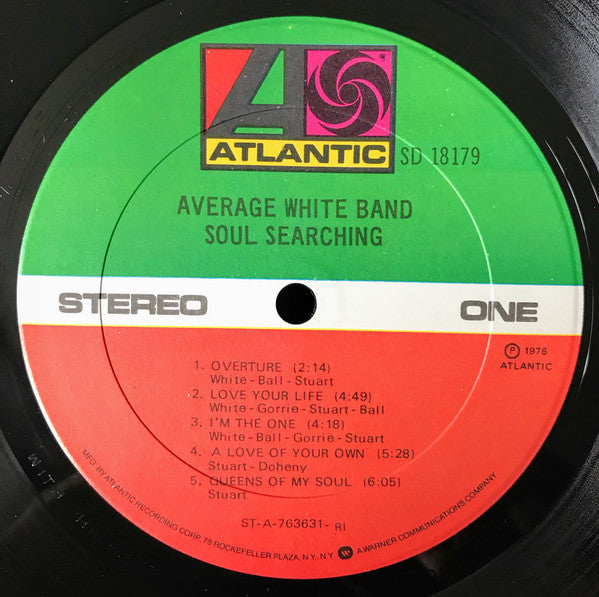 ATLANTIC
SD 18179
AVERAGE WHITE BAND
SOUL SEARCHING
STEREO
ONE
℗ 1976
ATLANTIC
1. OVERTURE (2:14)
White - Ball - Stuart
2. LOVE YOUR LIFE (4:49)
White - Gorrie - Stuart - Ball
3. I'M THE ONE (4:18)
White - Ball - Gorrie - Stuart
4. A LOVE OF YOUR OWN (5:28)
Stuart - Doheny
5. QUEENS OF MY SOUL (6:05)
Stuart
ST-A-763631- RI
MFG. BY ATLANTIC RECORDING CORP. 75 ROCKEFELLER PLAZA, N.Y., N.Y. A WARNER COMMUNICATIONS COMPANY